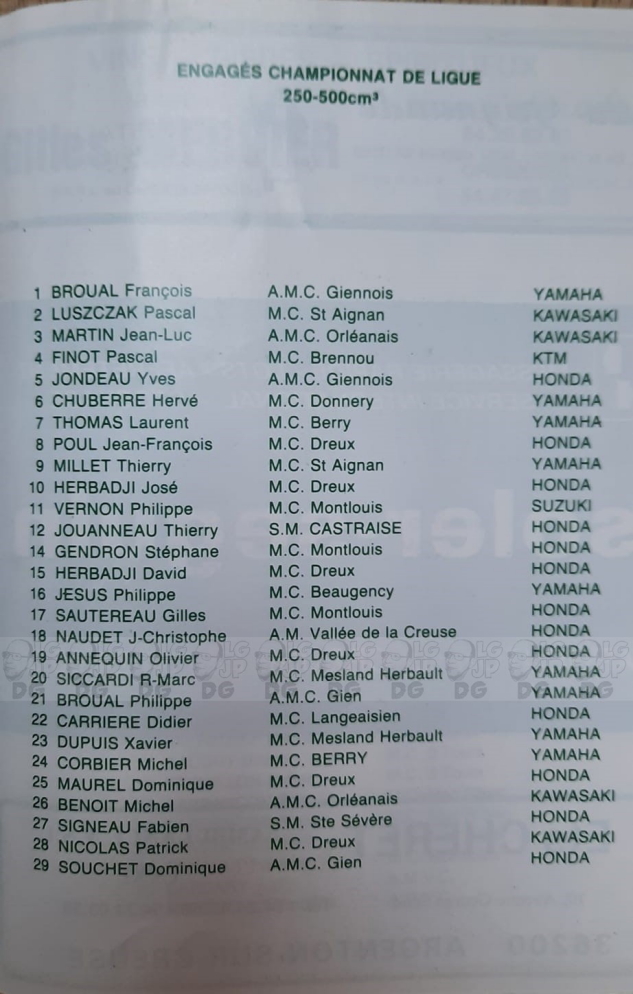 ENGAGÉS CHAMPIONNAT DE LIGUE
250-500cm³
1 BROUAL François A.M.C. Giennois YAMAHA
2 LUSZCZAK Pascal M.C. St Aignan KAWASAKI
3 MARTIN Jean-Luc A.M.C. Orléanais KAWASAKI
4 FINOT Pascal M.C. Brennou KTM
5 JONDEAU Yves A.M.C. Giennois HONDA
6 CHUBERRE Hervé M.C. Donnery YAMAHA
7 THOMAS Laurent M.C. Berry YAMAHA
8 POUL Jean-François M.C. Dreux HONDA
9 MILLET Thierry M.C. St Aignan YAMAHA
10 HERBADJI José M.C. Dreux HONDA
11 VERNON Philippe M.C. Montlouis SUZUKI
12 JOUANNEAU Thierry S.M. CASTRAISE HONDA
14 GENDRON Stéphane M.C. Montlouis HONDA
15 HERBADJI David M.C. Dreux HONDA
16 JESUS Philippe M.C. Beaugency YAMAHA
17 SAUTEREAU Gilles M.C. Montlouis HONDA
18 NAUDET J-Christophe A.M. Vallée de la Creuse HONDA
19 ANNEQUIN Olivier M.C. Dreux HONDA
20 SICCARDI R-Marc M.C. Mesland Herbault YAMAHA
21 BROUAL Philippe A.M.C. Gien YAMAHA
22 CARRIERE Didier M.C. Langeaisien HONDA
23 DUPUIS Xavier M.C. Mesland Herbault YAMAHA
24 CORBIER Michel M.C. BERRY YAMAHA
25 MAUREL Dominique M.C. Dreux HONDA
26 BENOIT Michel A.M.C. Orléanais KAWASAKI
27 SIGNEAU Fabien S.M. Ste Sévère HONDA
28 NICOLAS Patrick M.C. Dreux KAWASAKI
29 SOUCHET Dominique A.M.C. Gien HONDA